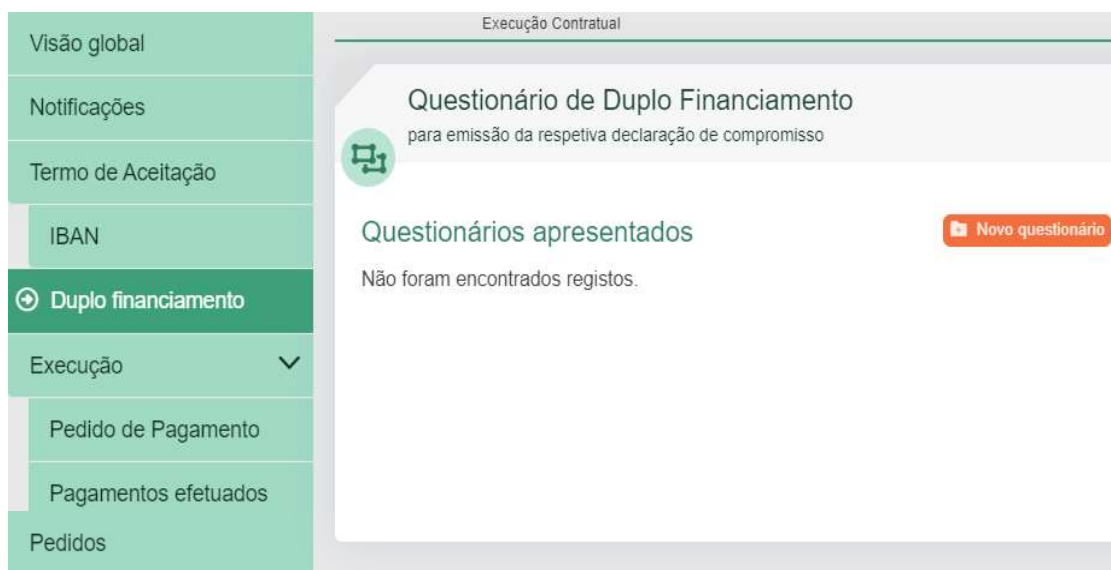 Visão global
Notificações
Termo de Aceitação
IBAN
Duplo financiamento
Execução
Pedido de Pagamento
Pagamentos efetuados
Pedidos
Execução Contratual
Questionário de Duplo Financiamento
para emissão da respetiva declaração de compromisso
Questionários apresentados
Novo questionário
Não foram encontrados registos.